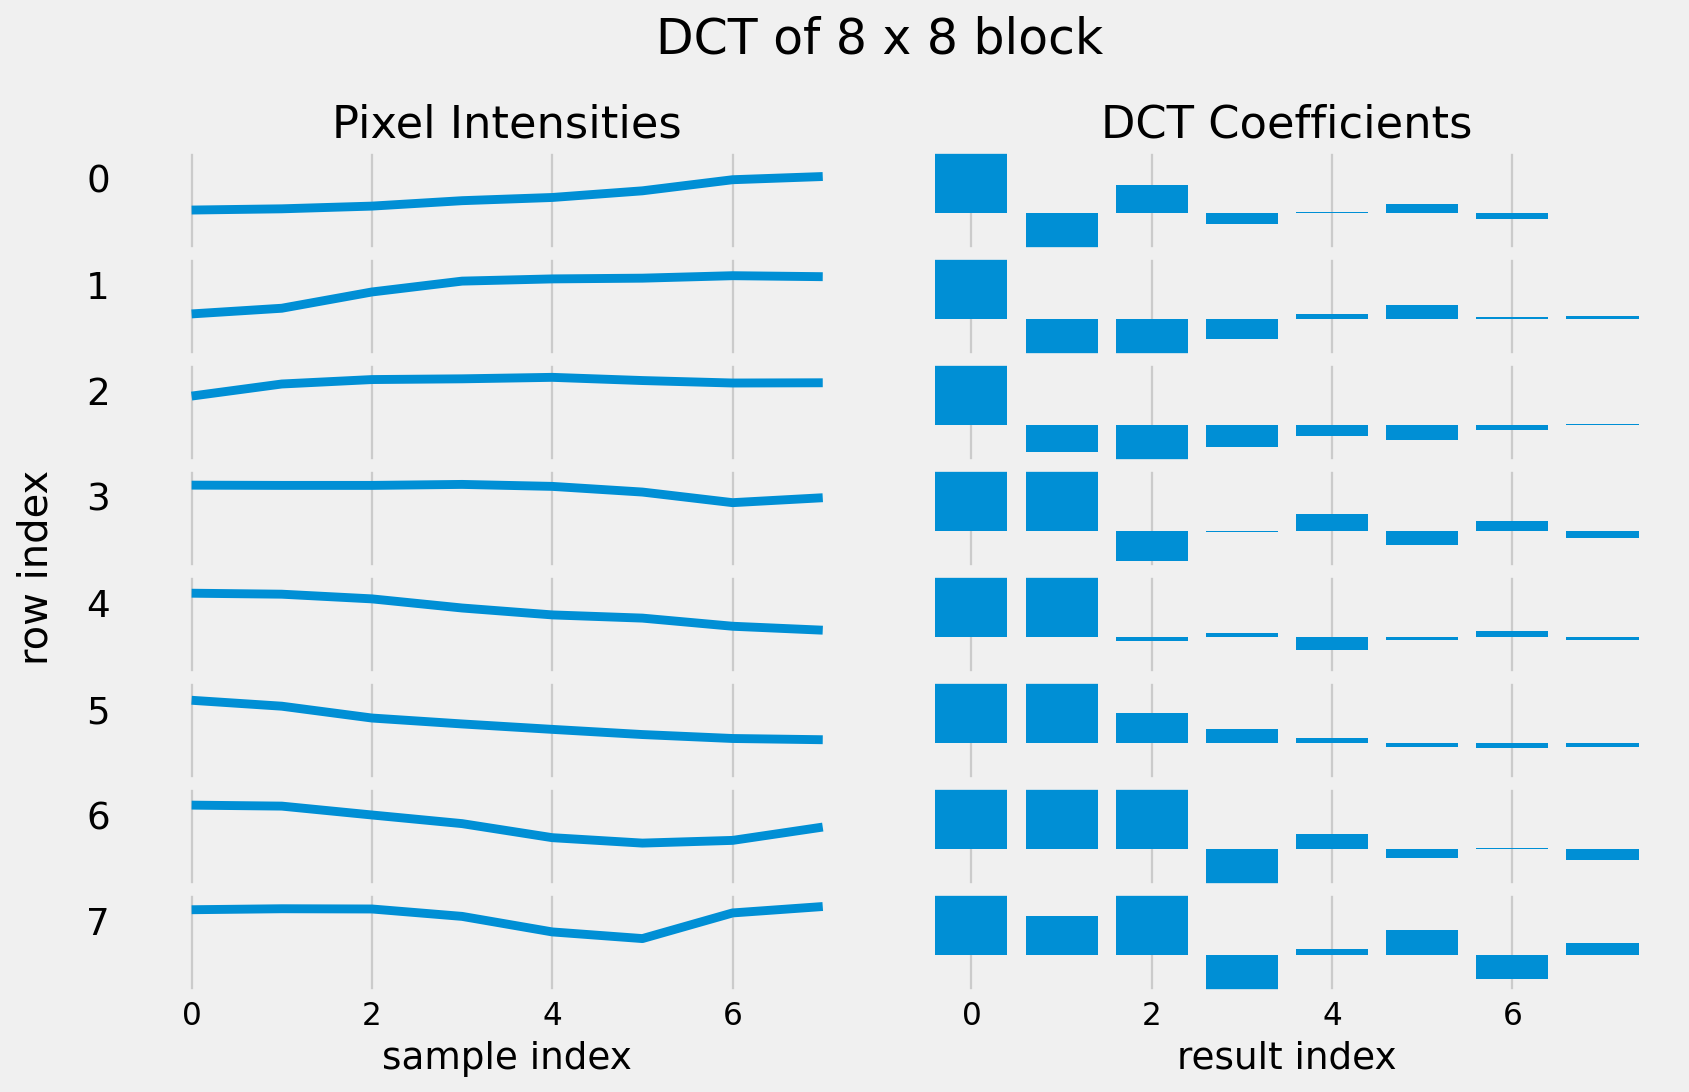 DCT of 8 x 8 block
Pixel Intensities
DCT Coefficients
row index
0
1
2
3
4
5
6
7
0 2 4 6
sample index
0 2 4 6
result index